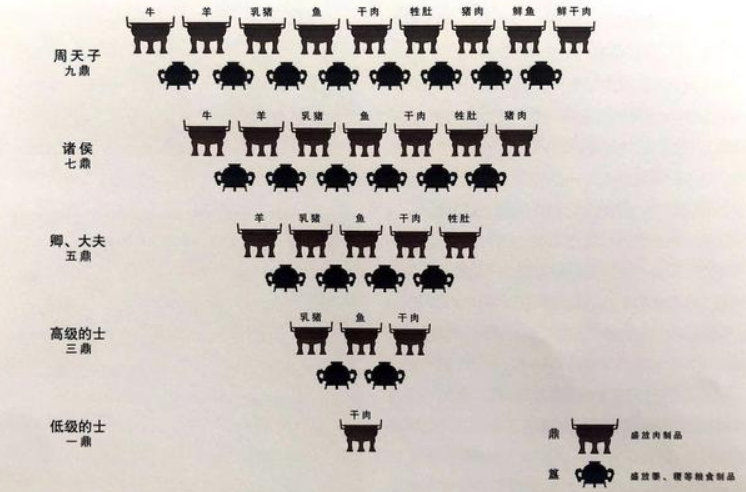 牛 羊 乳猪 鱼 干肉 牲肚 猪肉 鲜鱼 鲜干肉
周天子
九鼎
牛 羊 乳猪 鱼 干肉 牲肚 猪肉
诸侯
七鼎
羊 乳猪 鱼 干肉 牲肚
卿、大夫
五鼎
乳猪 鱼 干肉
高级的士
三鼎
干肉
低级的士
一鼎
鼎 盛放肉制品
簋 盛放黍、稷等粮食制品